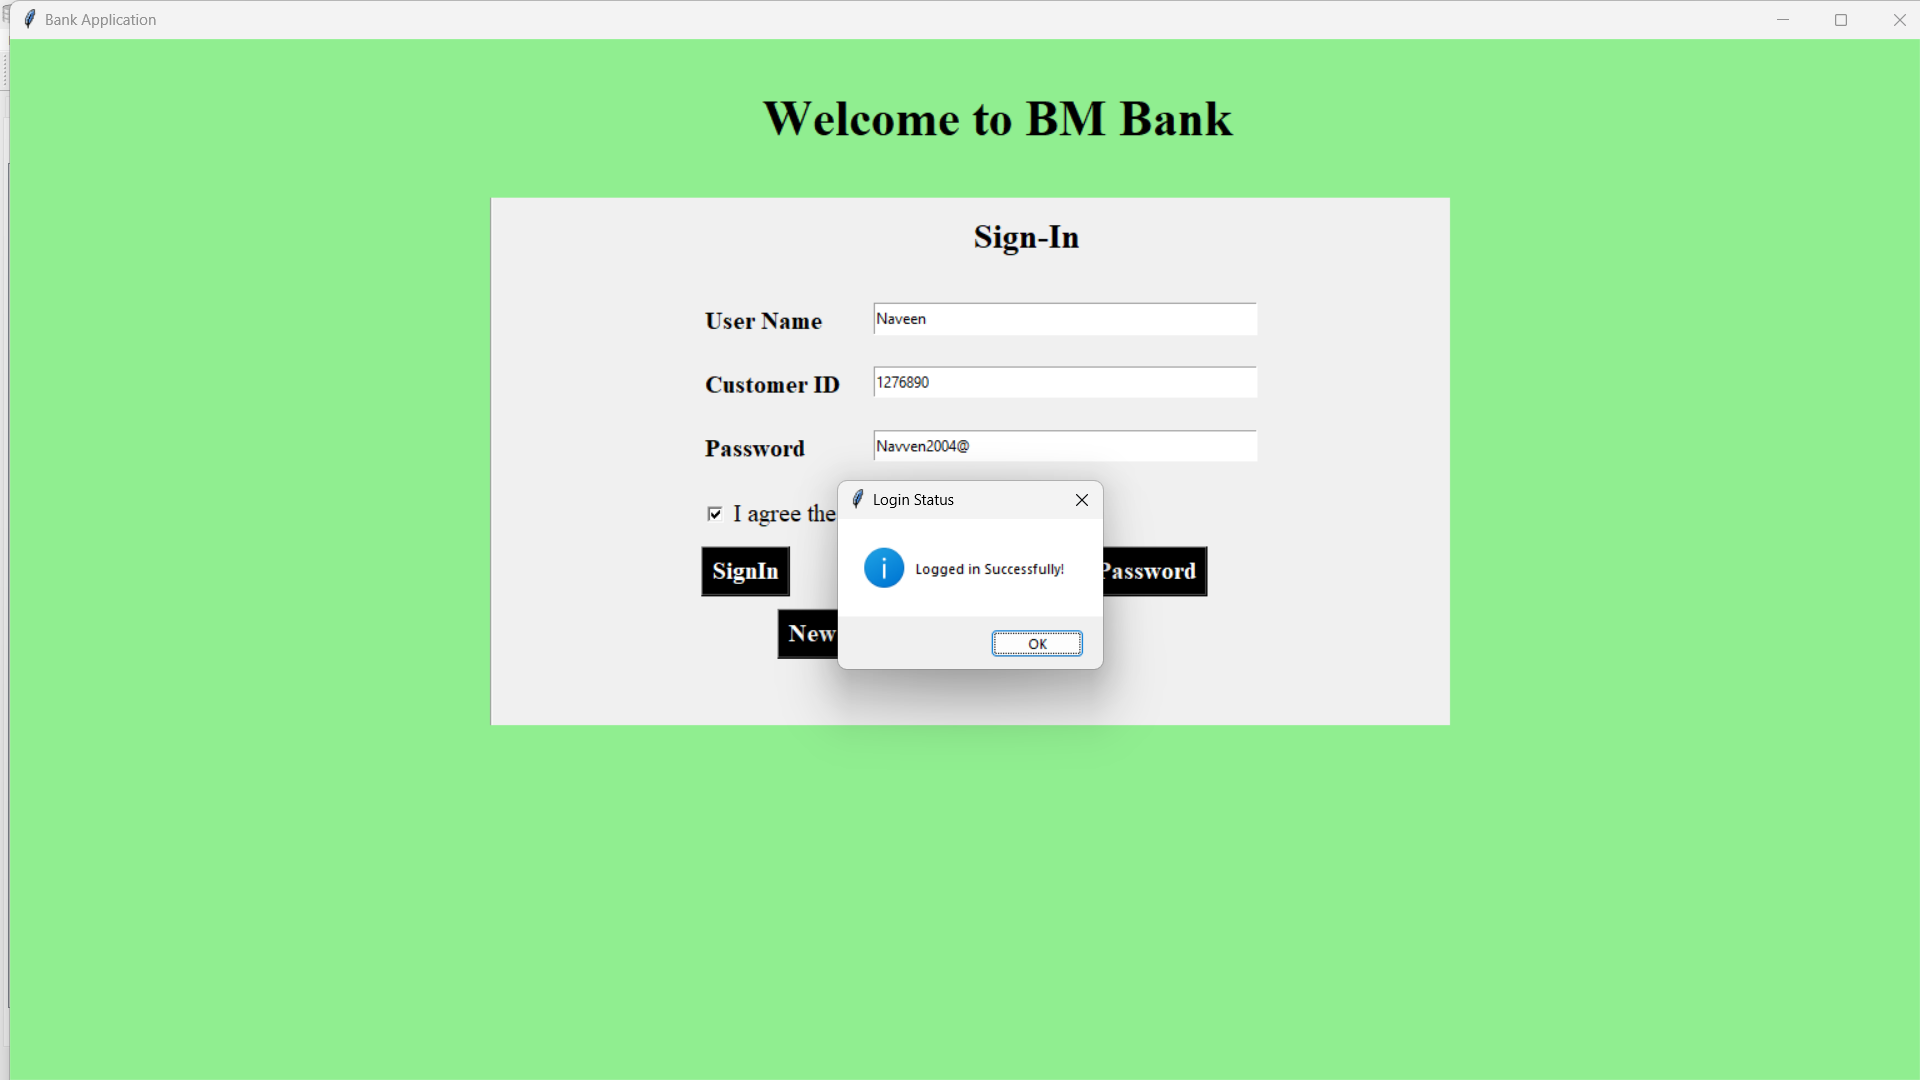 Bank Application
Welcome to BM Bank
Sign-In
User Name Naveen
Customer ID 1276890
Password Navven2004@
Login Status
I agree the
Logged in Successfully!
SignIn Password
New
OK